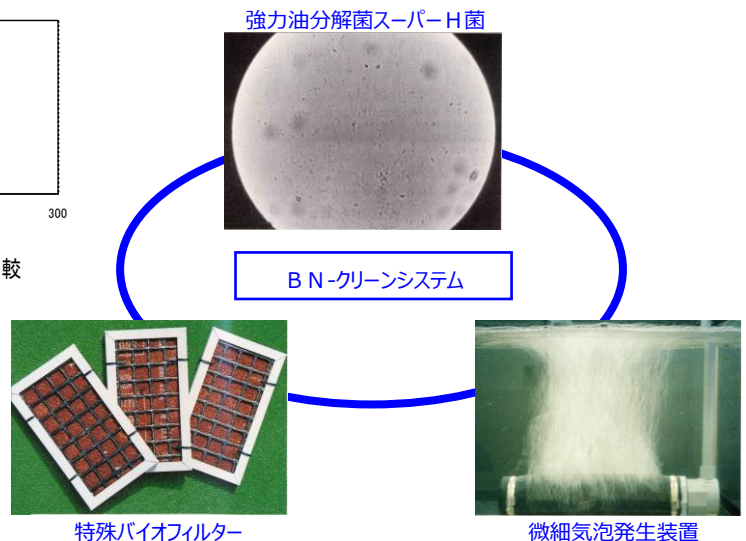 強力油分解菌スーパーH菌
300
較
BN-クリーンシステム
特殊バイオフィルター
微細気泡発生装置